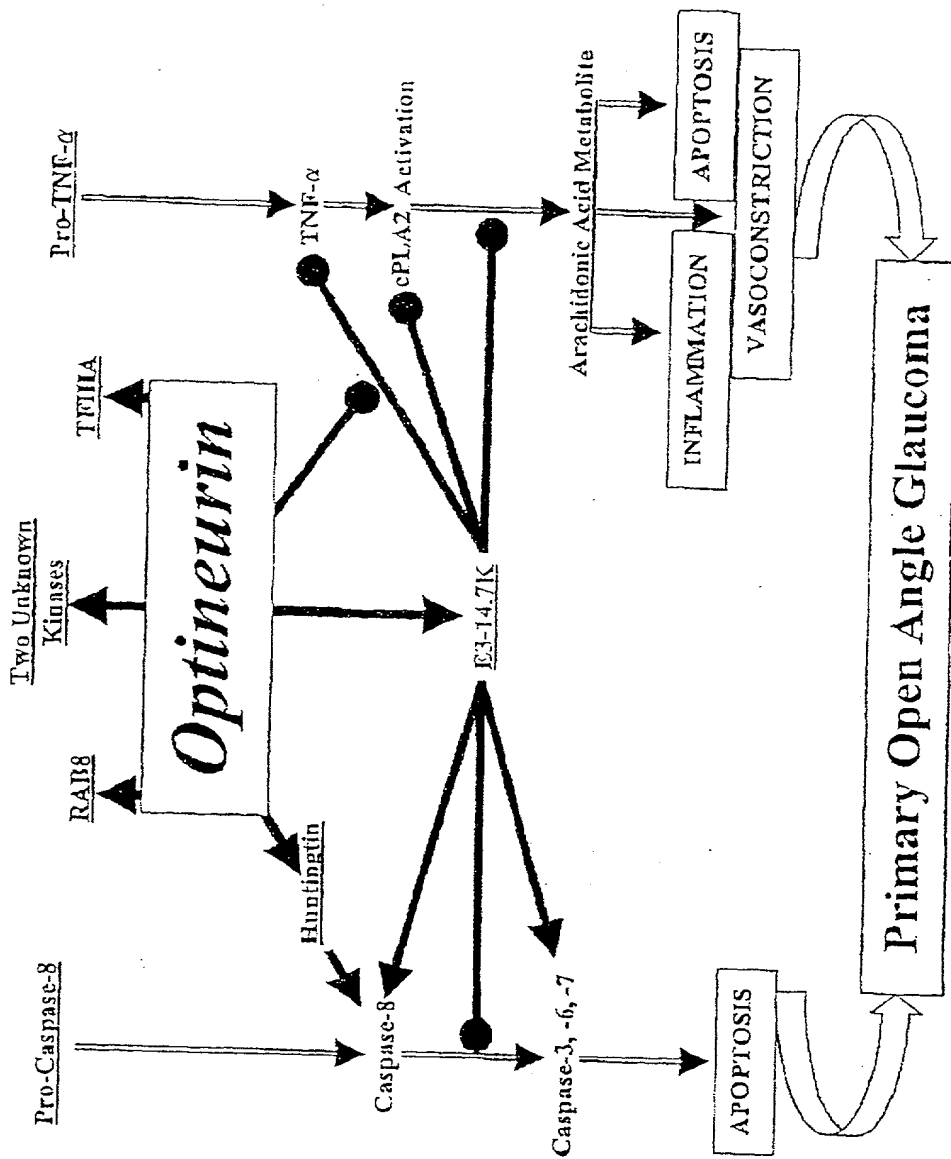 Pro-Caspase-8
RAB8
Two Unknown
Kinases
TFIIIA
Pro-TNF-α
Optineurin
Huntingtin
TNF-α
Caspase-8
cPLA2 Activation
E3-14.7K
Caspase-3, -6, -7
Arachidonic Acid Metabolite
APOPTOSIS
INFLAMMATION
APOPTOSIS
VASOCONSTRICTION
Primary Open Angle Glaucoma